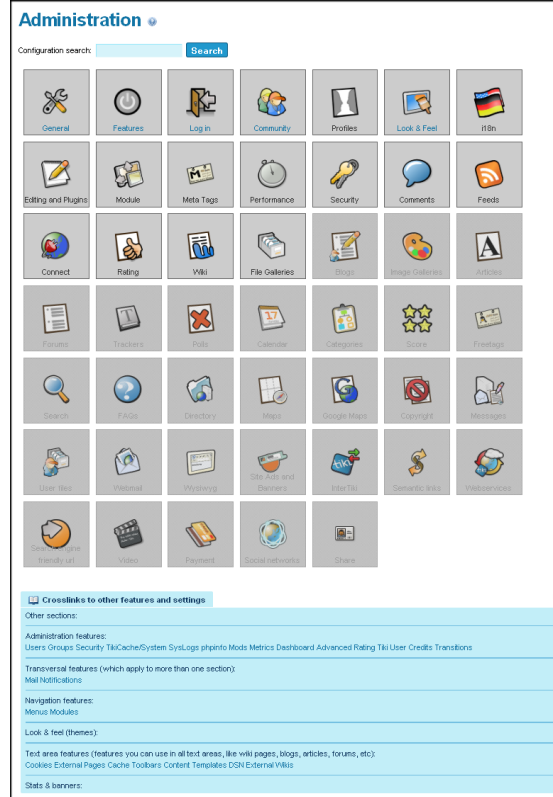 Administration
Configuration search: Search
General Features Log in Community Profiles Look & Feel i18n
Editing and Plugins Module Meta Tags Performance Security Comments Feeds
Connect Rating Wiki File Galleries Blogs Image Galleries Articles
Forums Trackers Polls Calendar Categories Score Freetags
Search FAQs Directory Maps Google Maps Copyright Messages
User files Webmail Wysiwyg Site Ads and Banners InterTiki Semantic links Webservices
Search engine friendly url Video Payment Social networks Share
Crosslinks to other features and settings
Other sections:
Administration features:
Users Groups Security TikiCache/System SysLogs phpinfo Mods Metrics Dashboard Advanced Rating Tiki User Credits Transitions
Transversal features (which apply to more than one section):
Mail Notifications
Navigation features:
Menus Modules
Look & feel (themes):
Text area features (features you can use in all text areas, like wiki pages, blogs, articles, forums, etc):
Cookies External Pages Cache Toolbars Content Templates DSN External Wikis
Stats & banners: